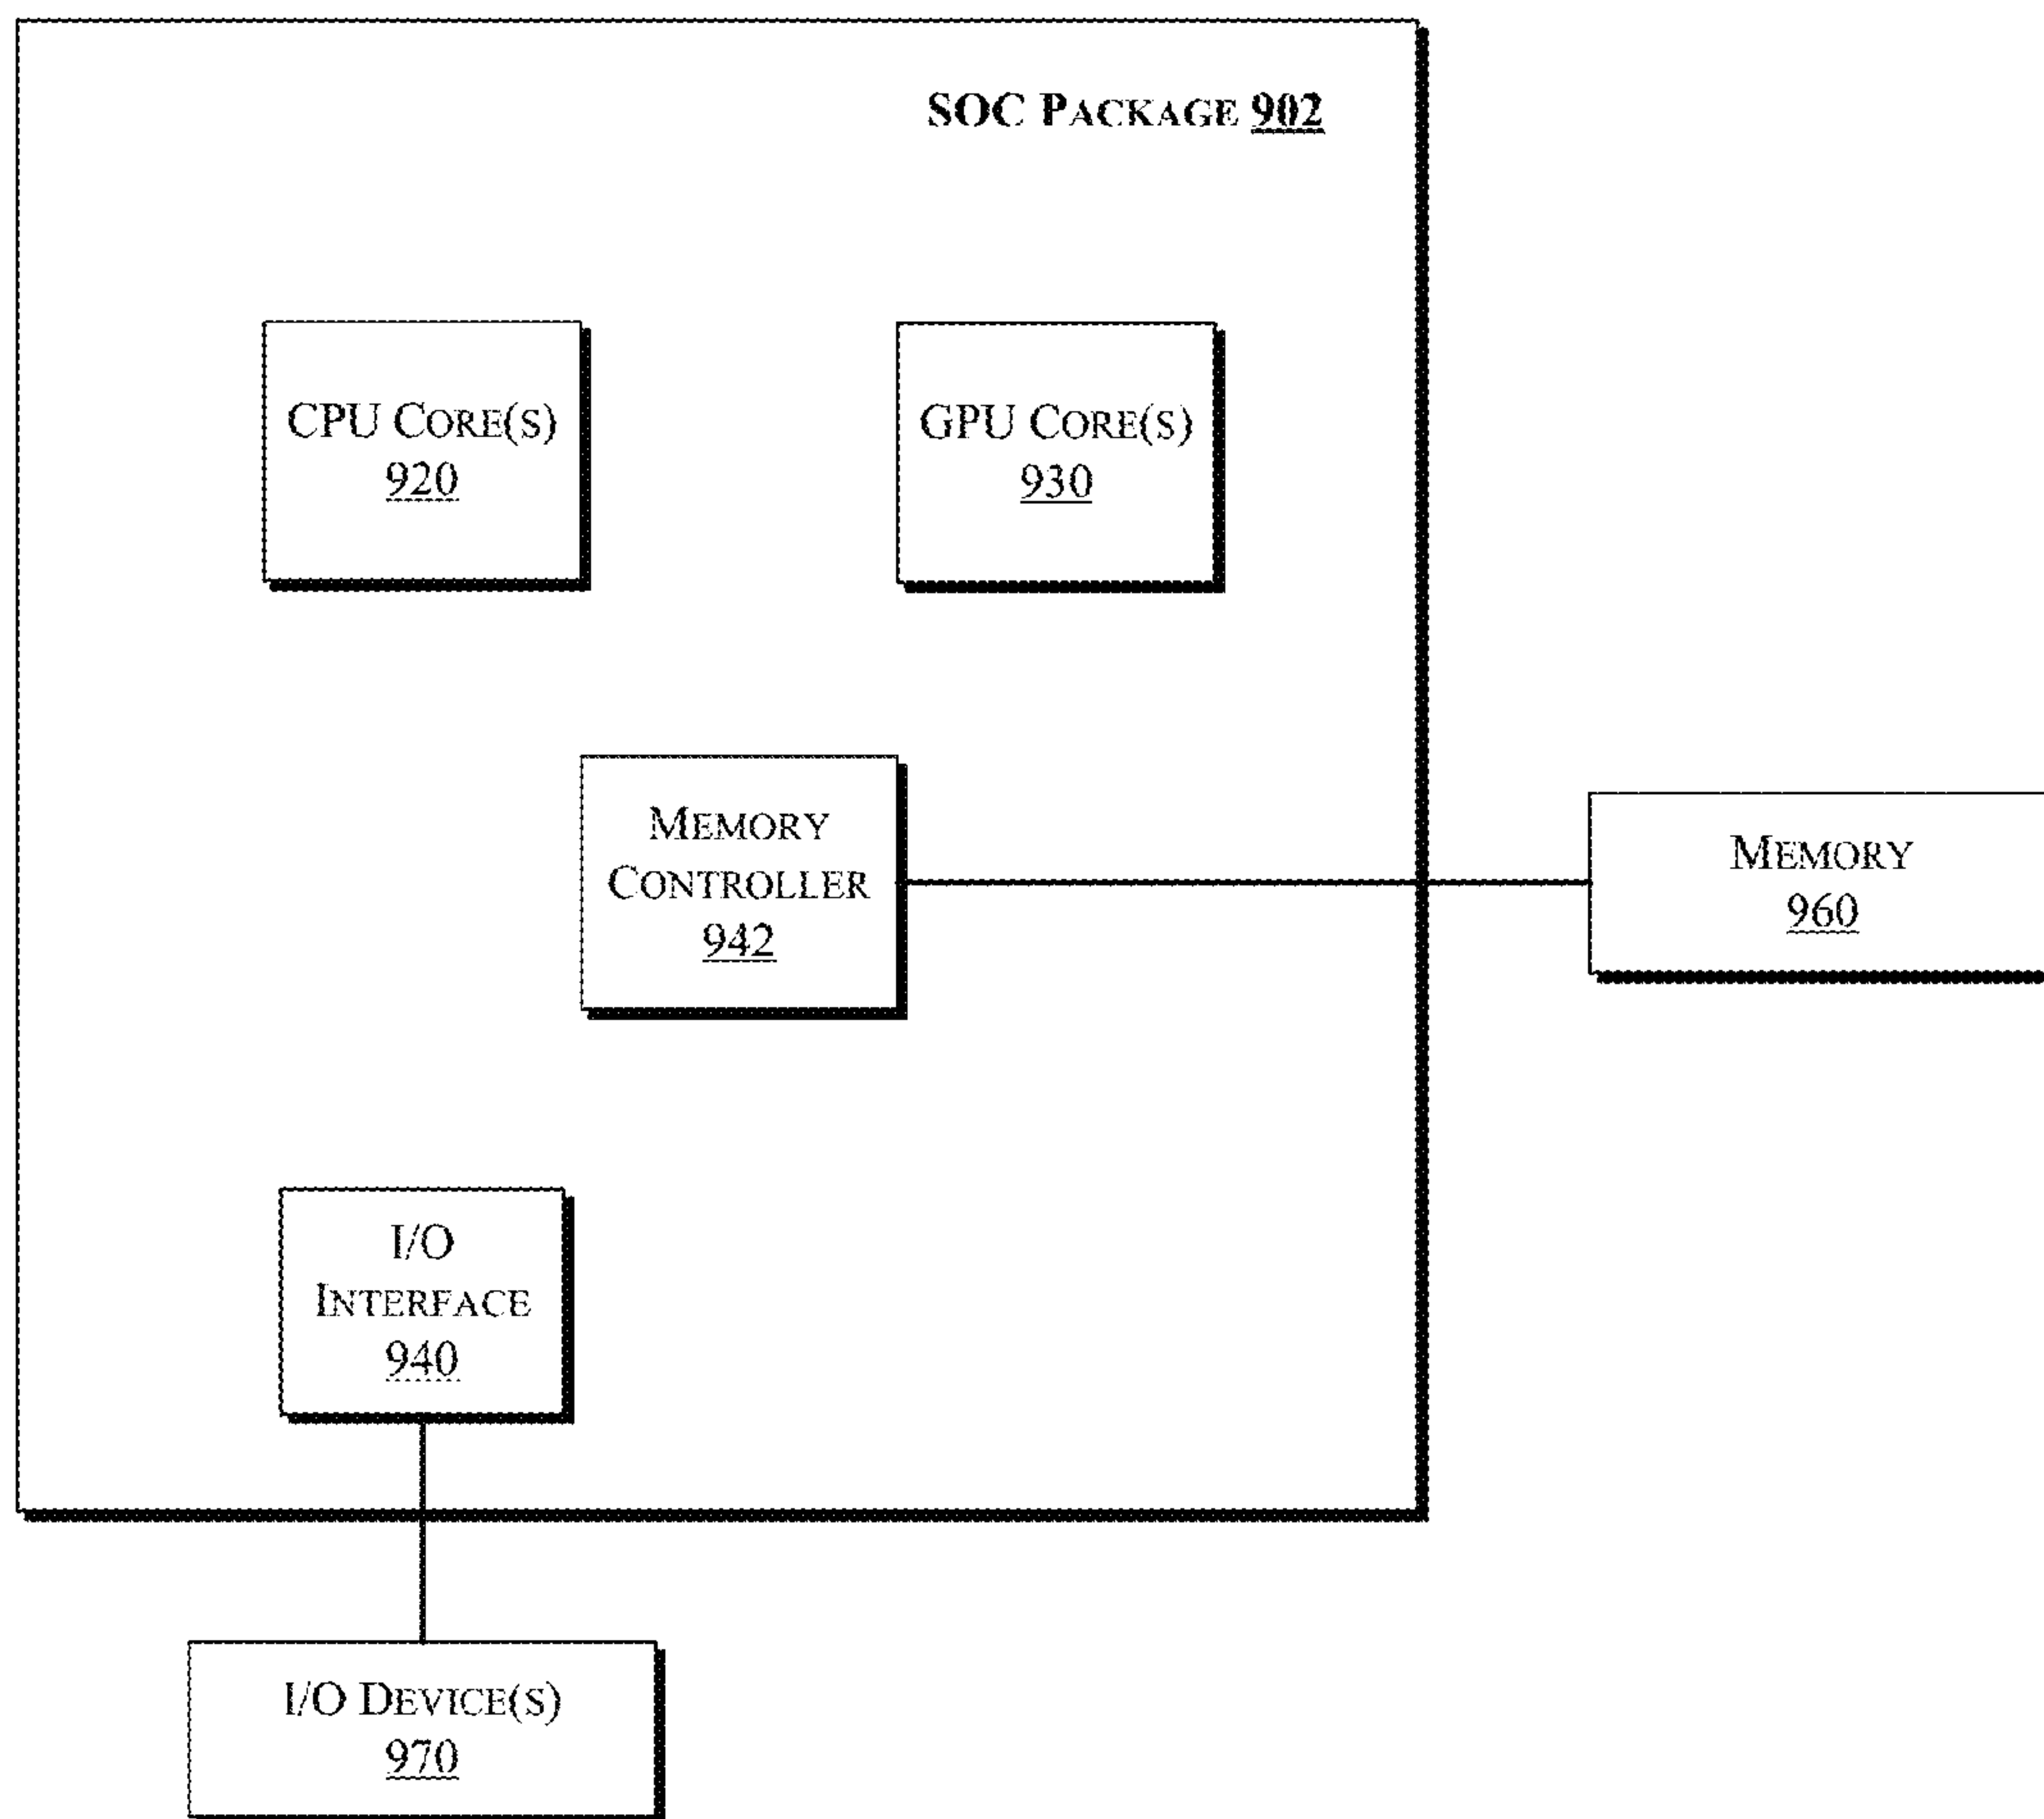 SOC PACKAGE 902
CPU CORE(S)
920
GPU CORE(S)
930
MEMORY
CONTROLLER
942
MEMORY
960
I/O
INTERFACE
940
I/O DEVICE(S)
970